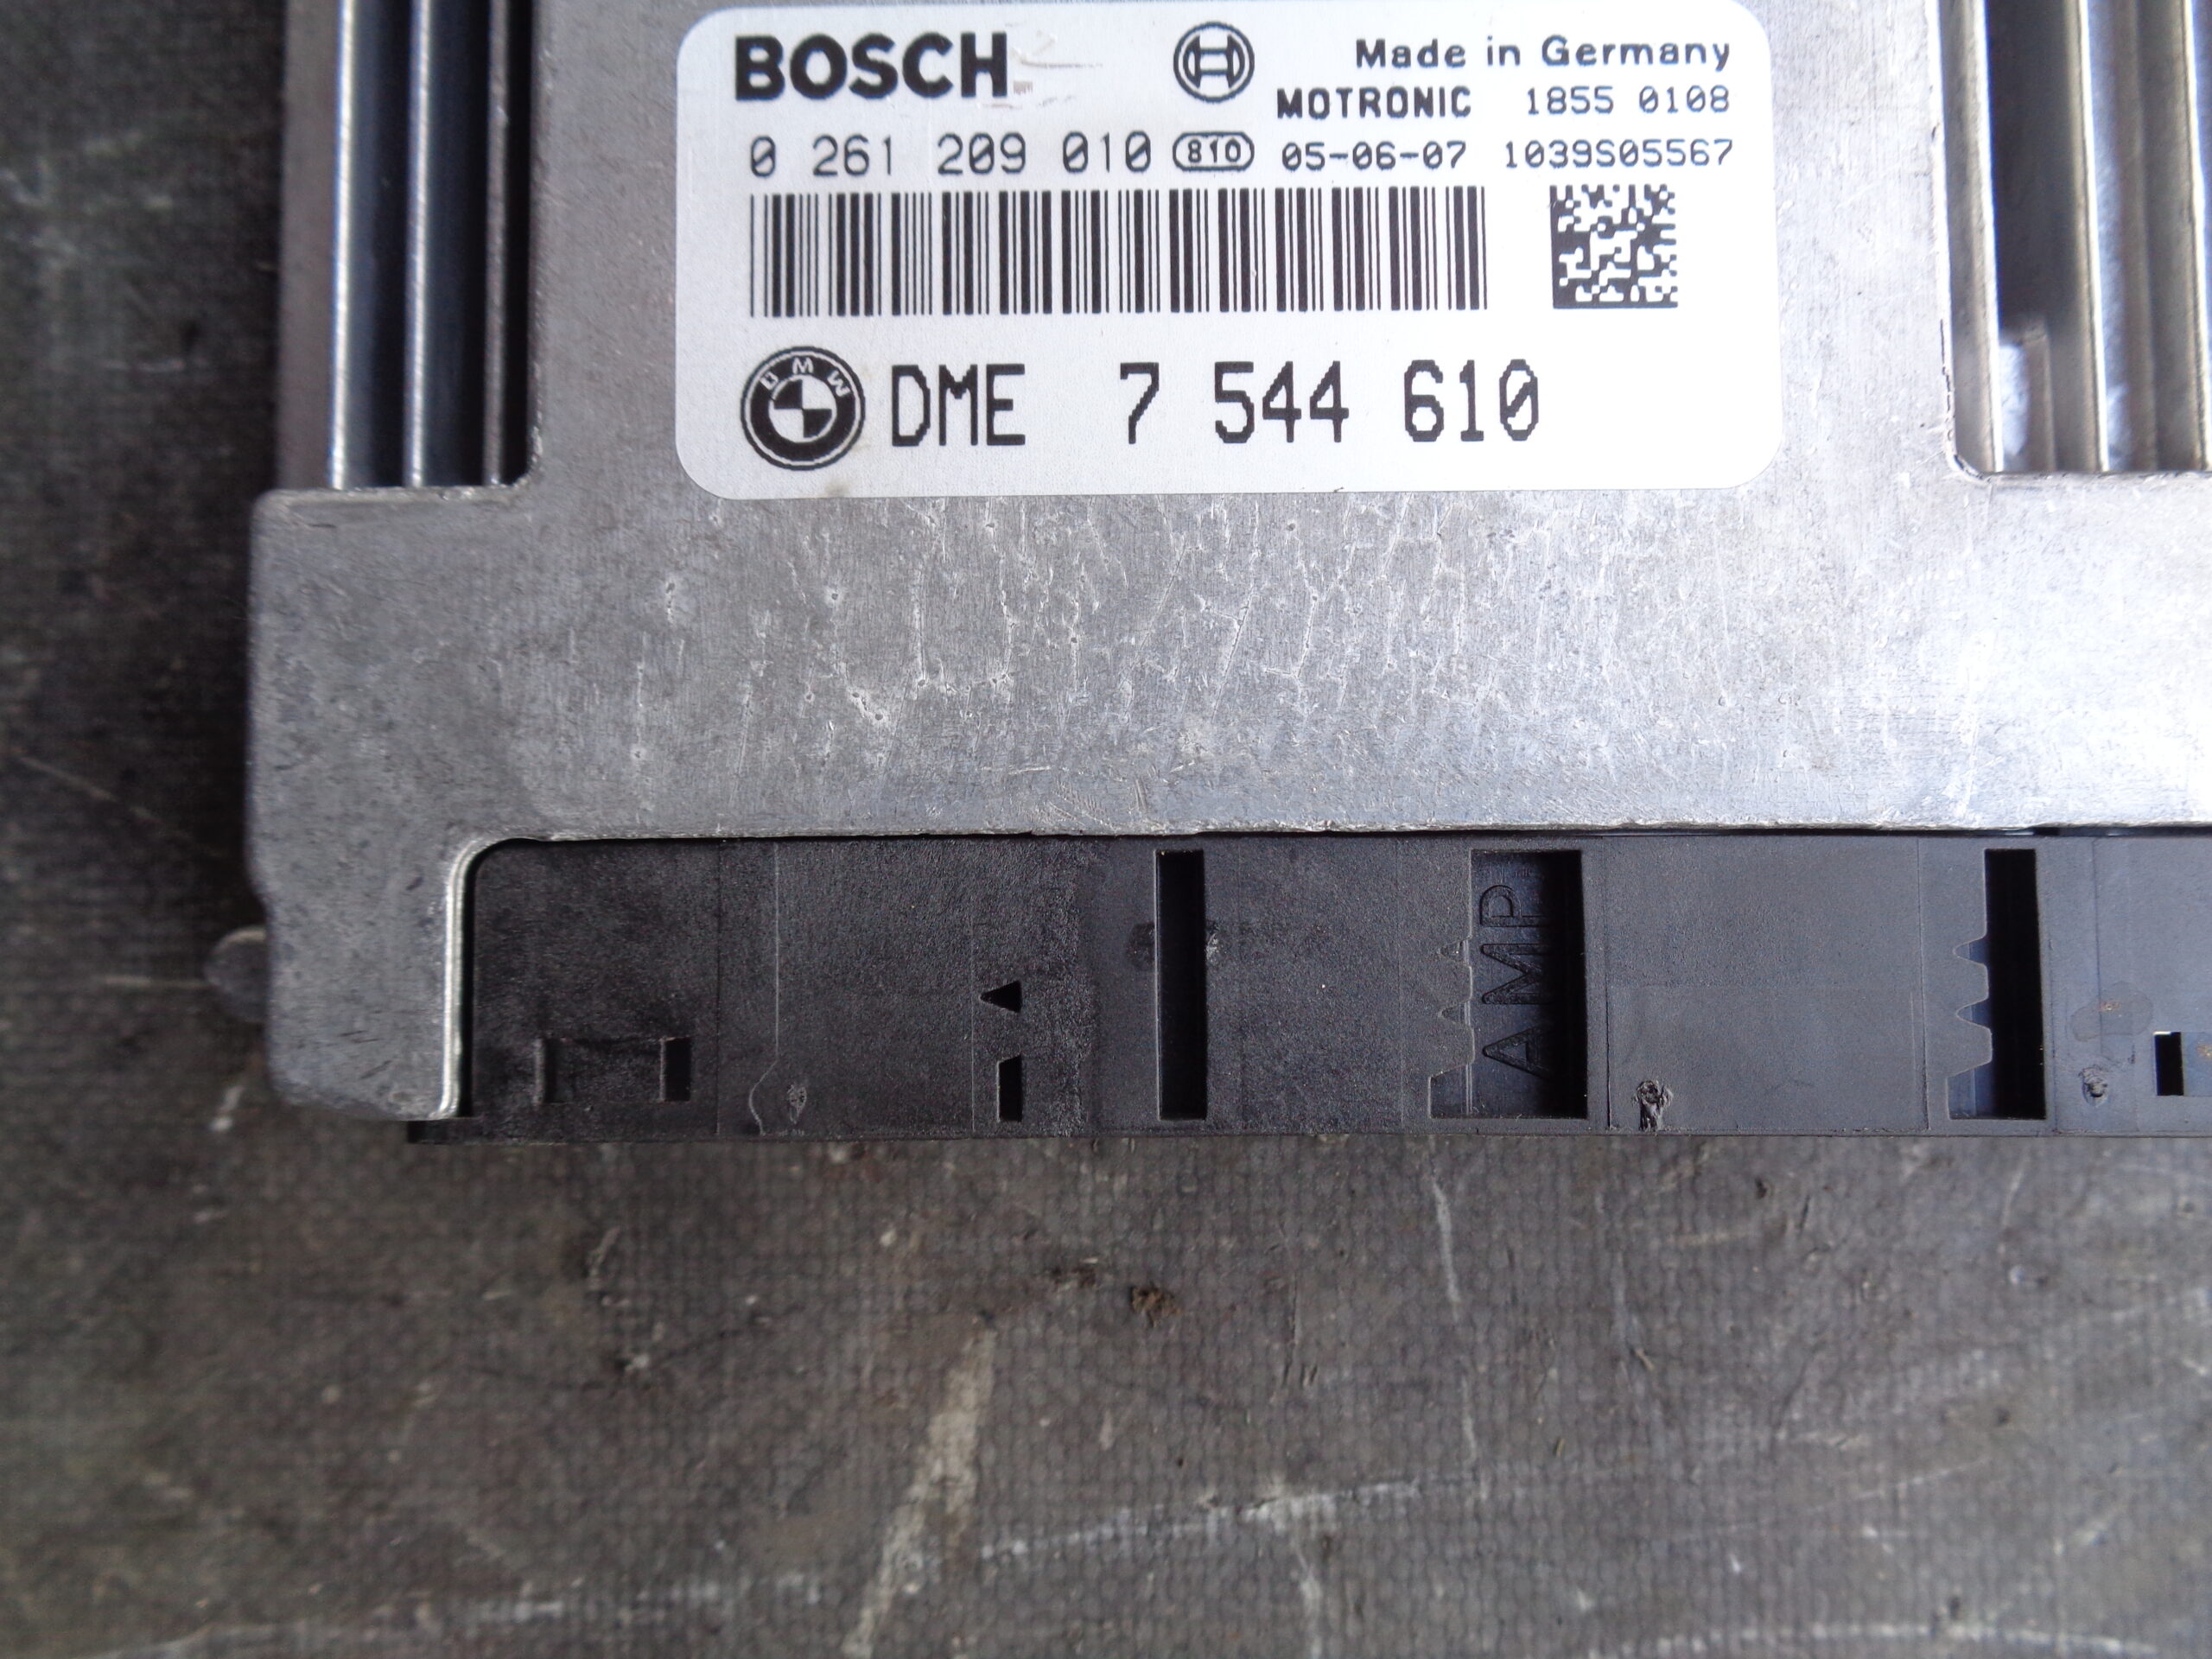 BOSCH Made in Germany
MOTRONIC 1855 0108
0 261 209 010 810 05-06-07 1039S05567
BMW DME 7 544 610
AMP